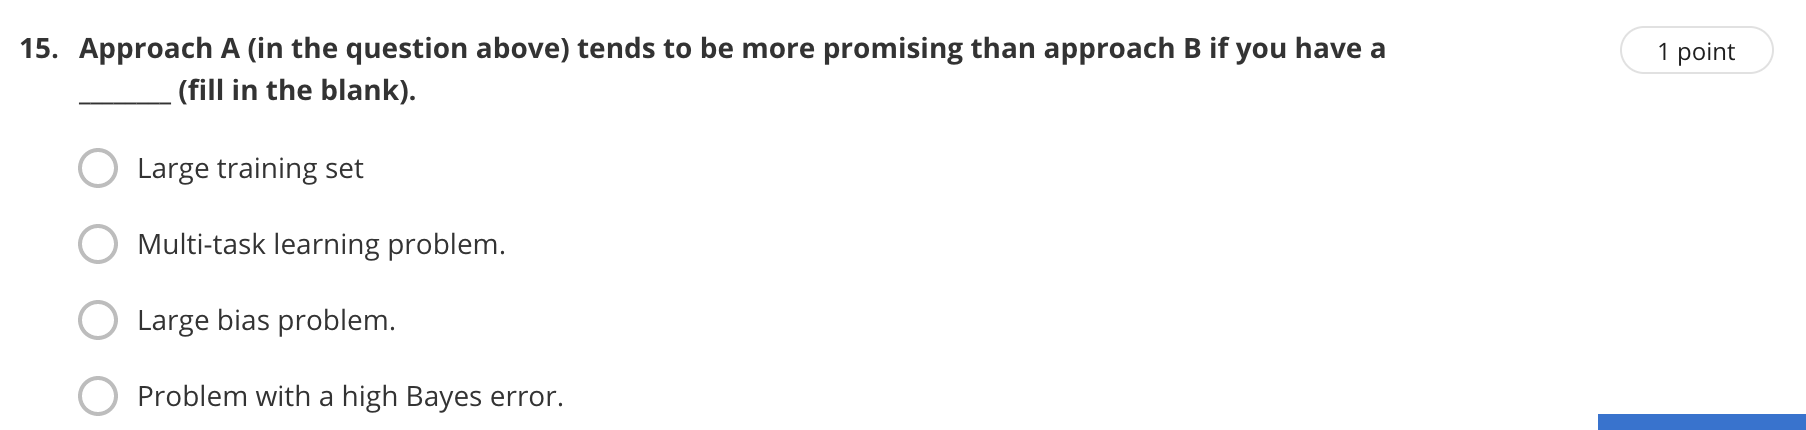 15. Approach A (in the question above) tends to be more promising than approach B if you have a
1 point
_______ (fill in the blank).
Large training set
Multi-task learning problem.
Large bias problem.
Problem with a high Bayes error.